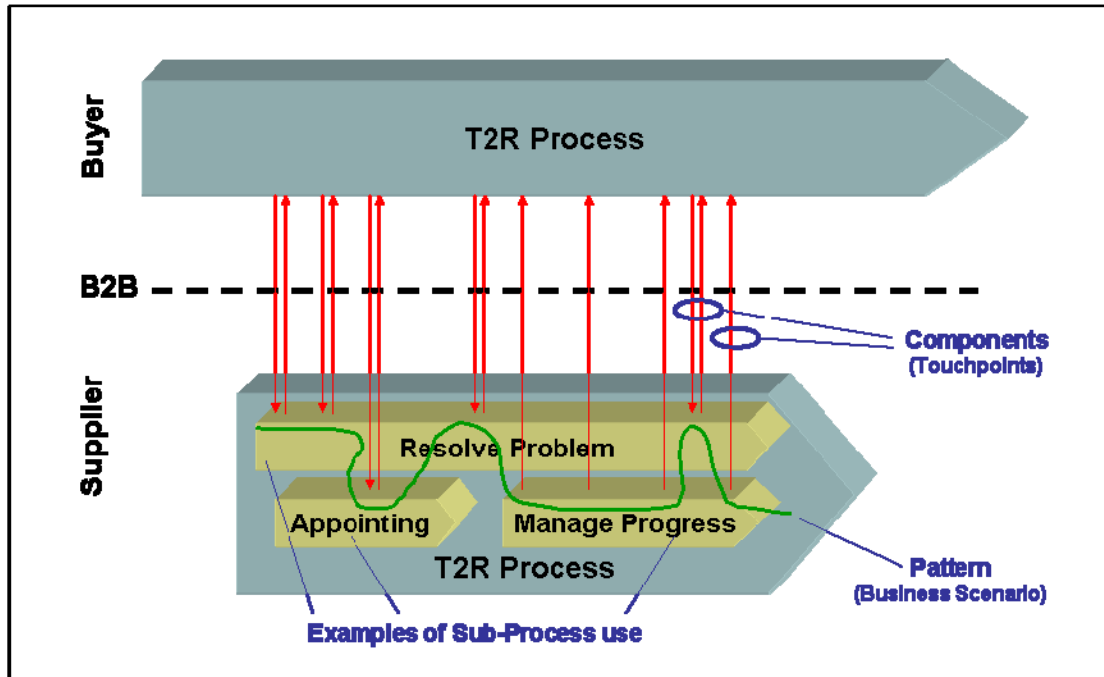 Buyer
T2R Process
B2B
Components
(Touchpoints)
Supplier
Resolve Problem
Appointing
Manage Progress
T2R Process
Pattern
(Business Scenario)
Examples of Sub-Process use